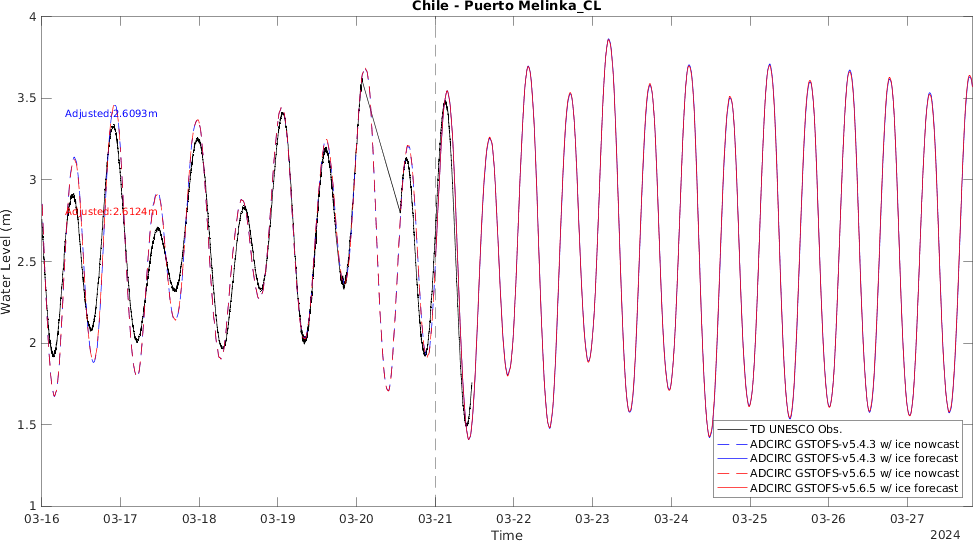 Chile - Puerto Melinka_CL
4
3.5
3
2.5
2
1.5
1
Water Level (m)
Adjusted:2.6093m
Adjusted:2.5124m
TD UNESCO Obs.
ADCIRC GSTOFS-v5.4.3 w/ ice nowcast
ADCIRC GSTOFS-v5.4.3 w/ ice forecast
ADCIRC GSTOFS-v5.6.5 w/ ice nowcast
ADCIRC GSTOFS-v5.6.5 w/ ice forecast
03-16 03-17 03-18 03-19 03-20 03-21 03-22 03-23 03-24 03-25 03-26 03-27
Time
2024